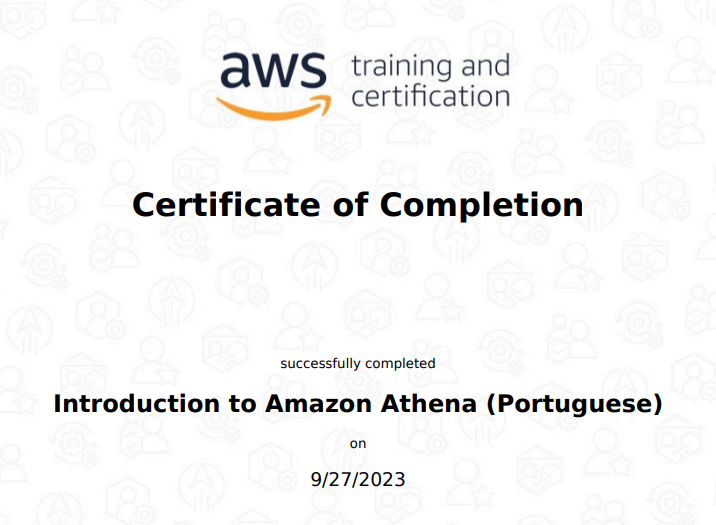 aws training and
certification
Certificate of Completion
successfully completed
Introduction to Amazon Athena (Portuguese)
on
9/27/2023